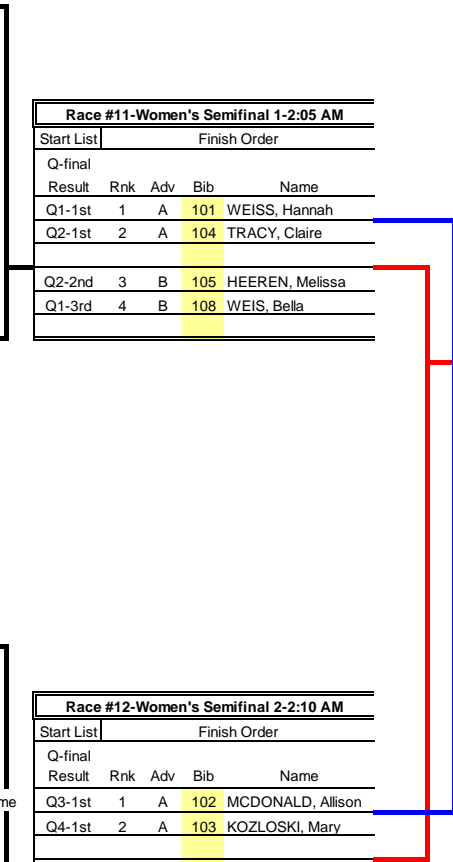 Race #11-Women's Semifinal 1-2:05 AM
Start List Finish Order
Q-final
Result Rnk Adv Bib Name
Q1-1st 1 A 101 WEISS, Hannah
Q2-1st 2 A 104 TRACY, Claire
Q2-2nd 3 B 105 HEEREN, Melissa
Q1-3rd 4 B 108 WEIS, Bella
Race #12-Women's Semifinal 2-2:10 AM
Start List Finish Order
Q-final
Result Rnk Adv Bib Name
me Q3-1st 1 A 102 MCDONALD, Allison
Q4-1st 2 A 103 KOZLOSKI, Mary